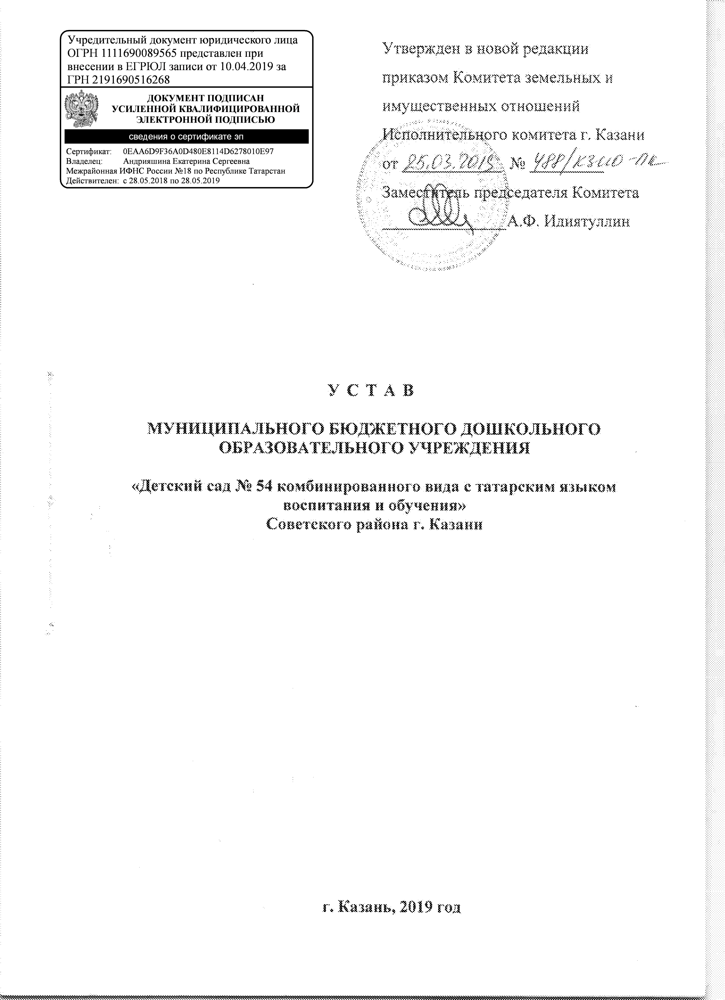 Учредительный документ юридического лица
ОГРН 1111690089565 представлен при
внесении в ЕГРЮЛ записи от 10.04.2019 за
ГРН 2191690516268
ДОКУМЕНТ ПОДПИСАН
УСИЛЕННОЙ КВАЛИФИЦИРОВАННОЙ
ЭЛЕКТРОННОЙ ПОДПИСЬЮ
сведения о сертификате эп
Сертификат: 0EAA6D9F36A0D480E8114D6278010E97
Владелец: Андрияшина Екатерина Сергеевна
Межрайонная ИФНС России №18 по Республике Татарстан
Действителен: с 28.05.2018 по 28.05.2019
Утвержден в новой редакции
приказом Комитета земельных и
имущественных отношений
Исполнительного комитета г. Казани
от 25.03.2019 № 488/КЗИО-ПК
Заместитель председателя Комитета
А.Ф. Идиятуллин
У С Т А В
МУНИЦИПАЛЬНОГО БЮДЖЕТНОГО ДОШКОЛЬНОГО
ОБРАЗОВАТЕЛЬНОГО УЧРЕЖДЕНИЯ
«Детский сад № 54 комбинированного вида с татарским языком
воспитания и обучения»
Советского района г. Казани
г. Казань, 2019 год